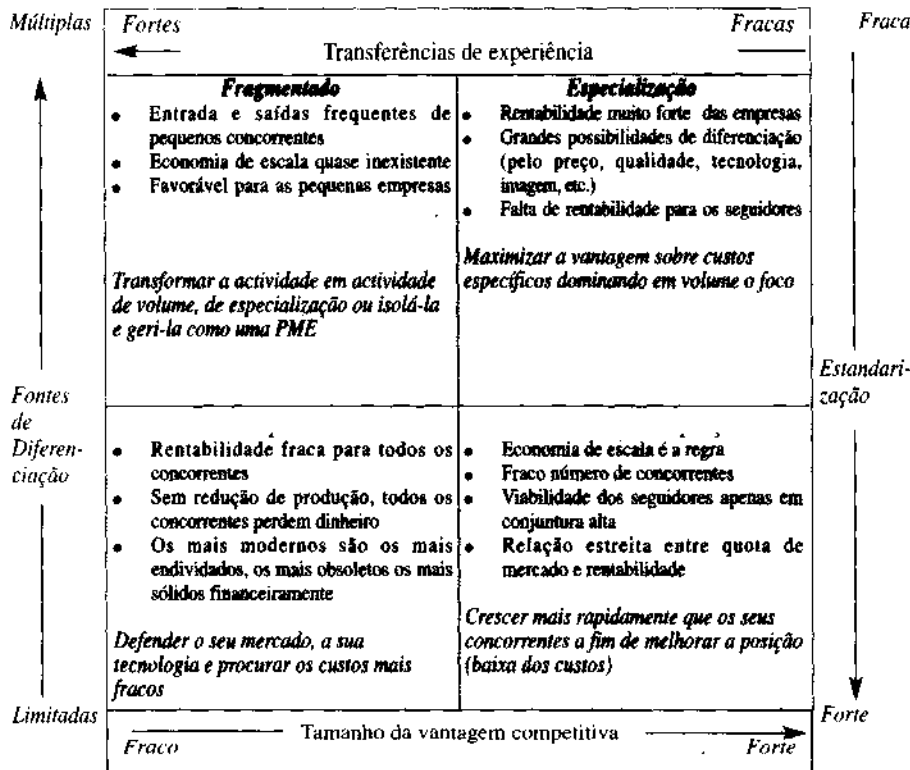 Múltiplas
Fortes
Fracas
Fraca
Transferências de experiência
Fragmentado
• Entrada e saídas frequentes de
pequenos concorrentes
• Economia de escala quase inexistente
• Favorável para as pequenas empresas
Transformar a actividade em actividade
de volume, de especialização ou isolá-la
e geri-la como uma PME
Especialização
• Rentabilidade muito forte das empresas
• Grandes possibilidades de diferenciação
(pelo preço, qualidade, tecnologia,
imagem, etc.)
• Falta de rentabilidade para os seguidores
Maximizar a vantagem sobre custos
específicos dominando em volume o foco
Fontes
de
Diferen-
ciação
Estandari-
zação
• Rentabilidade fraca para todos os
concorrentes
• Sem redução de produção, todos os
concorrentes perdem dinheiro
• Os mais modernos são os mais
endividados, os mais obsoletos os mais
sólidos financeiramente
Defender o seu mercado, a sua
tecnologia e procurar os custos mais
fracos
• Economia de escala é a regra
• Fraco número de concorrentes
• Viabilidade dos seguidores apenas em
conjuntura alta
• Relação estreita entre quota de
mercado e rentabilidade
Crescer mais rapidamente que os seus
concorrentes a fim de melhorar a posição
(baixa dos custos)
Limitadas
Forte
Tamanho da vantagem competitiva
Fraco
Forte